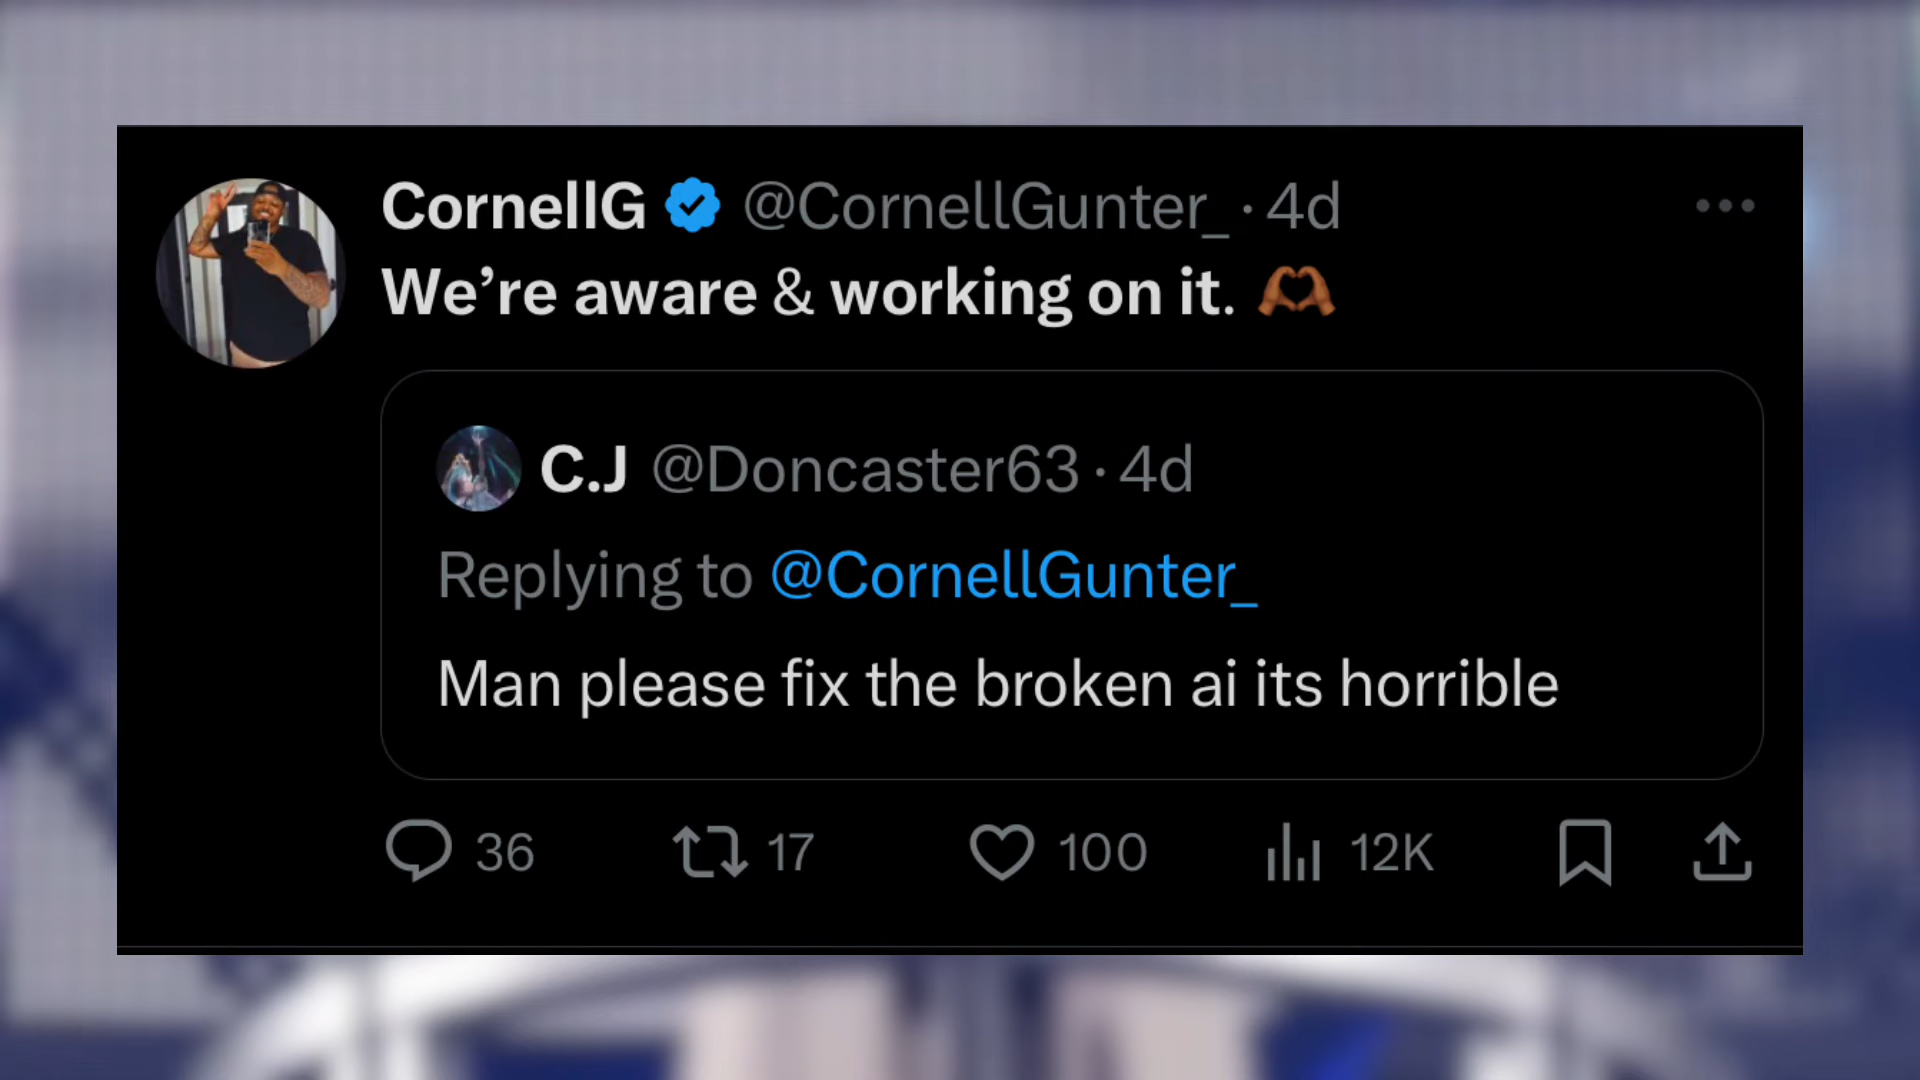 CornellG @CornellGunter_ · 4d
We’re aware & working on it. 🫶🏾
C.J @Doncaster63 · 4d
Replying to @CornellGunter_
Man please fix the broken ai its horrible
36 17 100 12K